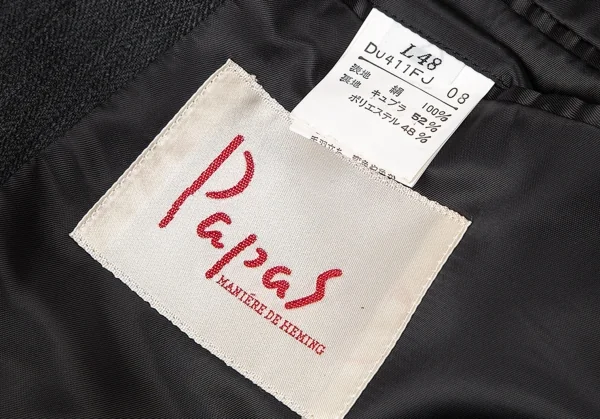 L48
DU411FJ 08
表地 絹 100%
裏地 キュプラ 52%
ポリエステル 48%
Papas
MANIÉRE DE HEMING